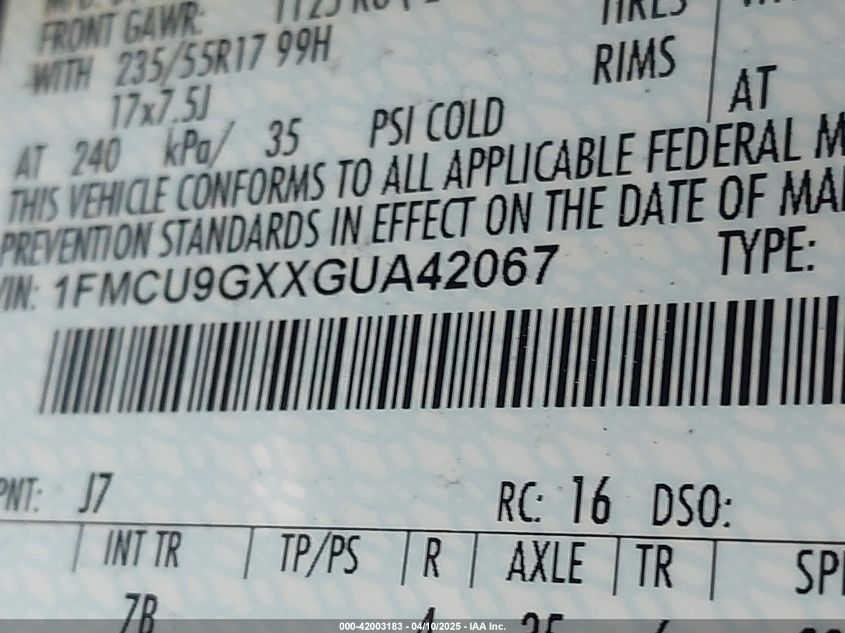 FRONT GAWR:
TIRES
WITH 235/55R17 99H
RIMS
17x7.5J
AT 240 kPa/ 35 PSI COLD
AT
THIS VEHICLE CONFORMS TO ALL APPLICABLE FEDERAL M
PREVENTION STANDARDS IN EFFECT ON THE DATE OF MA
VIN: 1FMCU9GXXGUA42067
TYPE:
PNT: J7
RC: 16 DSO:
INT TR TP/PS R AXLE TR SP
7B
000-42003183 - 04/10/2025 - IAA Inc.